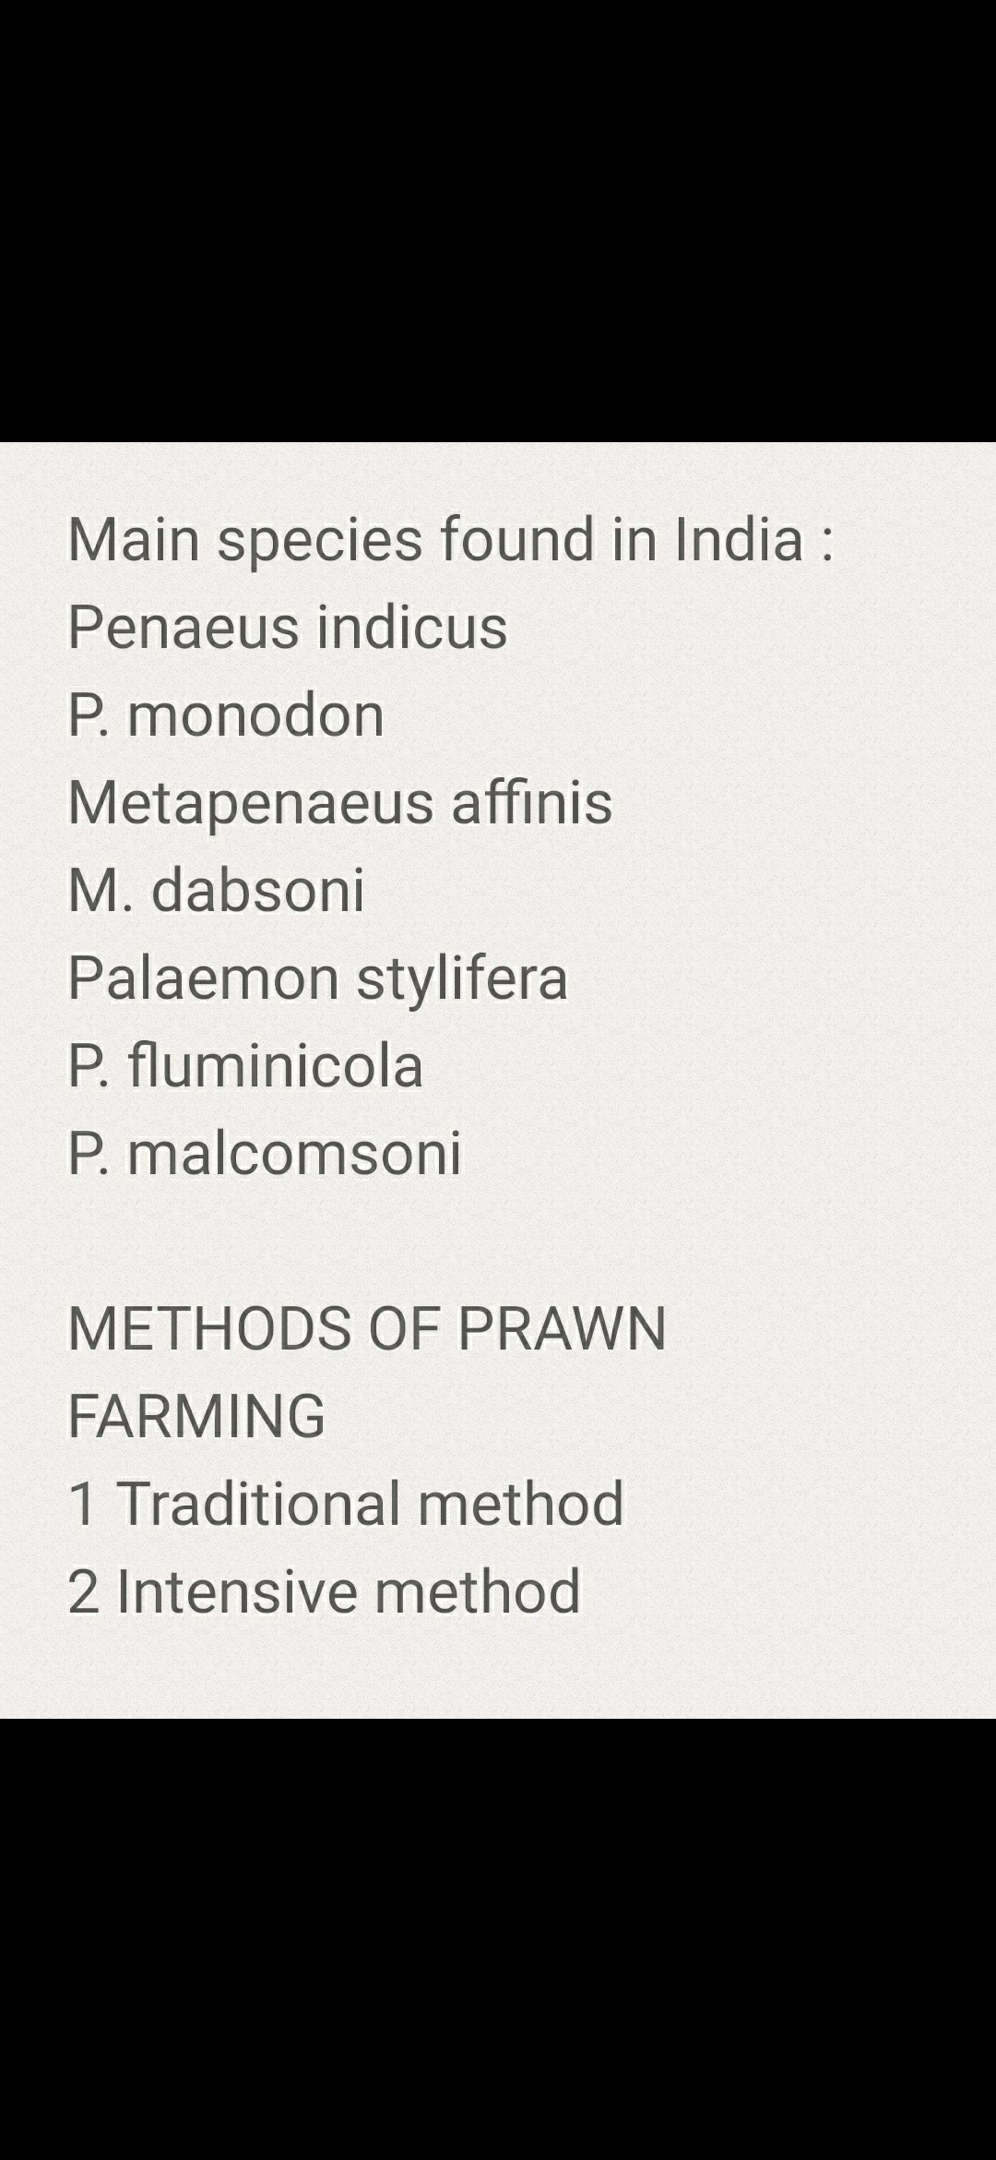 Main species found in India :
Penaeus indicus
P. monodon
Metapenaeus affinis
M. dabsoni
Palaemon stylifera
P. fluminicola
P. malcomsoni
METHODS OF PRAWN
FARMING
1 Traditional method
2 Intensive method